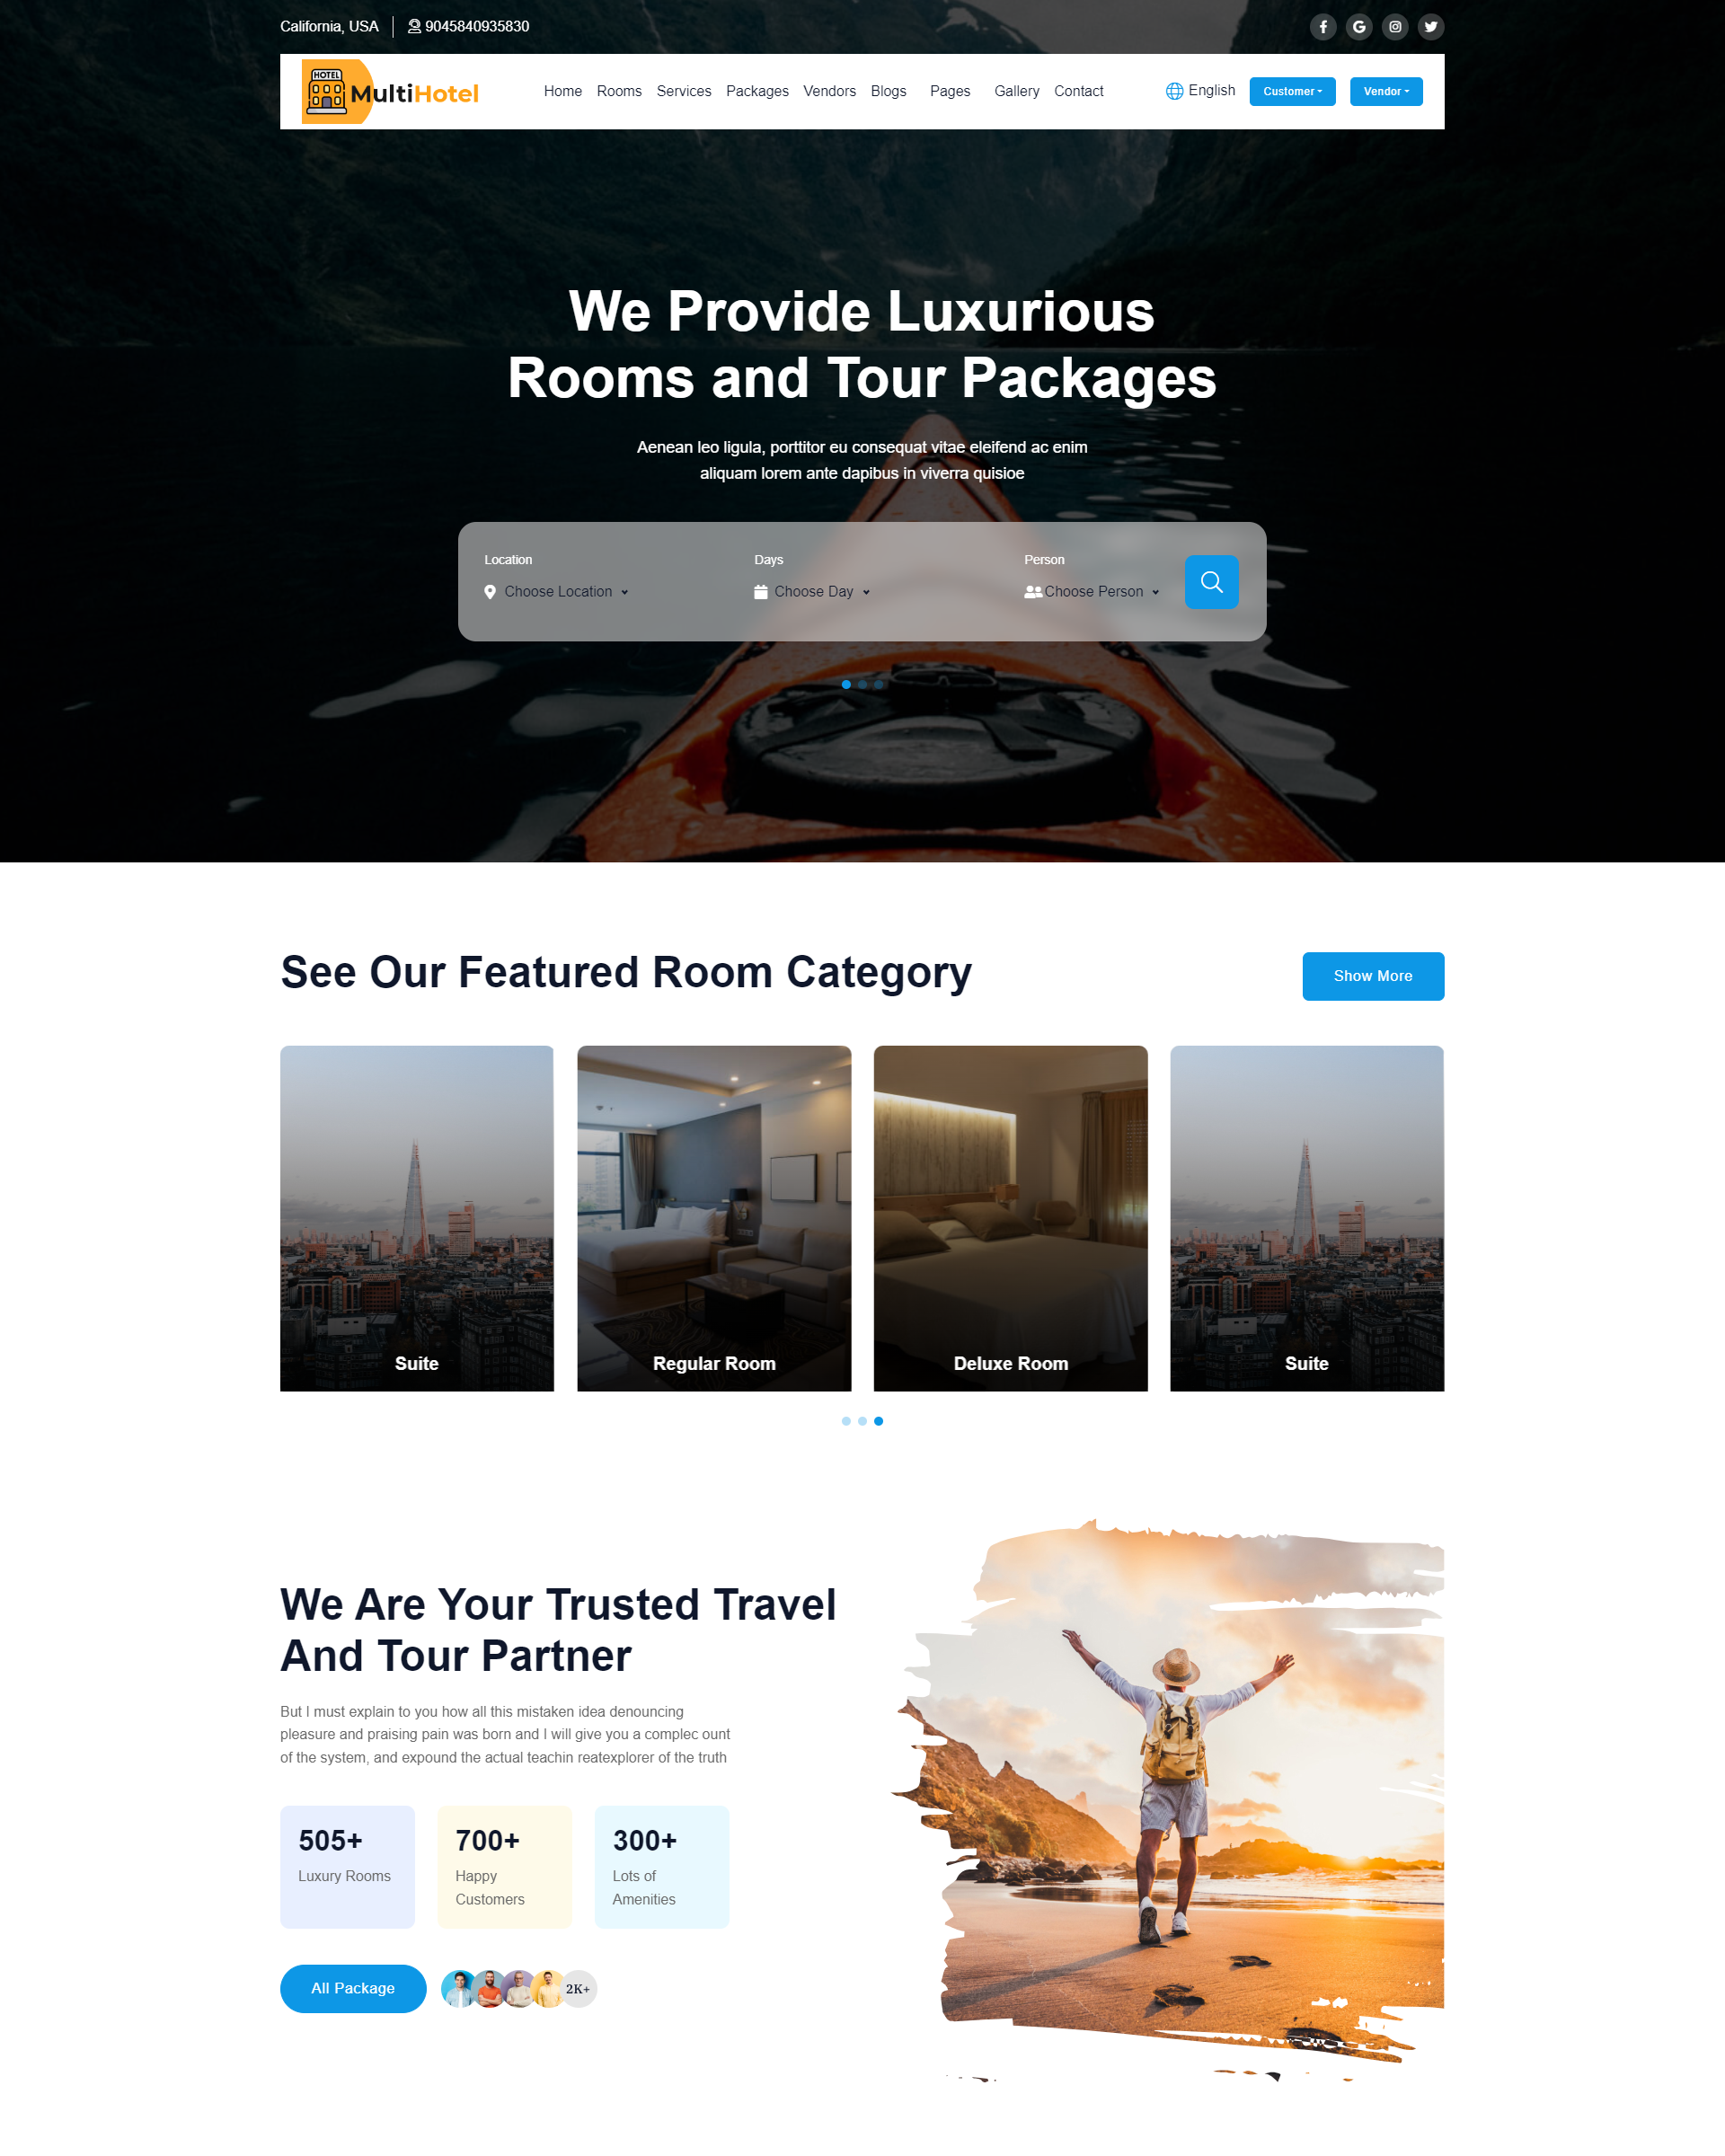 California, USA
9045840935830
HOTEL
MultiHotel
Home
Rooms
Services
Packages
Vendors
Blogs
Pages
Gallery
Contact
English
Customer
Vendor
We Provide Luxurious
Rooms and Tour Packages
Aenean leo ligula, porttitor eu consequat vitae eleifend ac enim
aliquam lorem ante dapibus in viverra quisioe
Location
Choose Location
Days
Choose Day
Person
Choose Person
See Our Featured Room Category
Show More
Suite
Regular Room
Deluxe Room
Suite
We Are Your Trusted Travel
And Tour Partner
But I must explain to you how all this mistaken idea denouncing
pleasure and praising pain was born and I will give you a complec ount
of the system, and expound the actual teachin reatexplorer of the truth
505+
Luxury Rooms
700+
Happy
Customers
300+
Lots of
Amenities
All Package
2K+